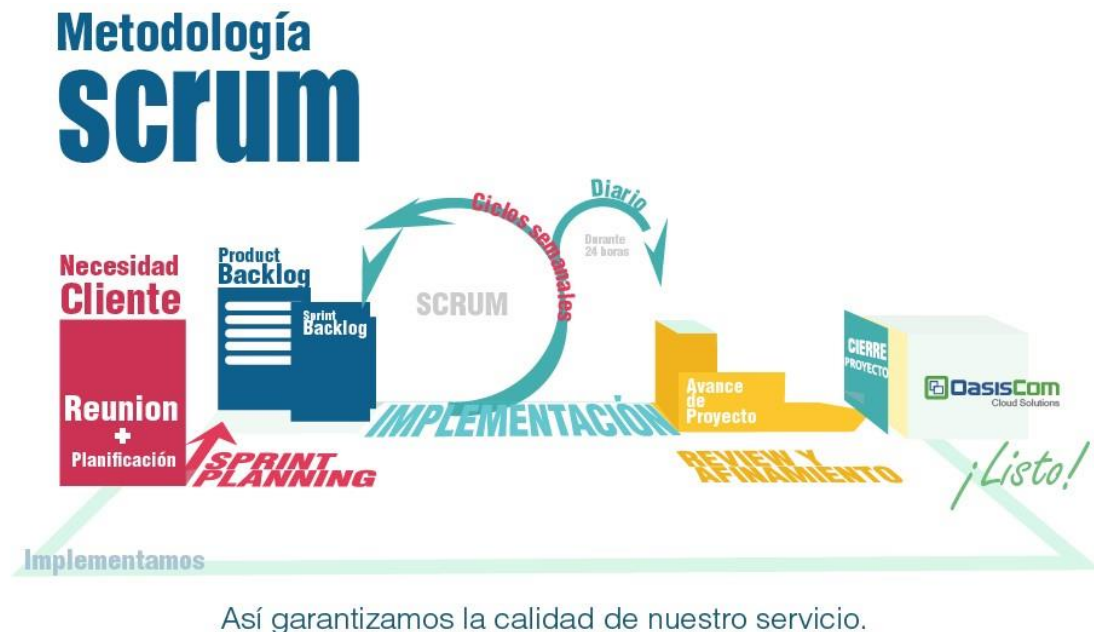 Metodología
scrum
Necesidad
Cliente
Reunion
+
Planificación
SPRINT
PLANNING
Product
Backlog
Sprint
Backlog
SCRUM
Ciclos semanales
Diario
Durante
24 horas
IMPLEMENTACIÓN
Avance
de
Proyecto
REVIEW Y
AFINAMIENTO
CIERRE
PROYECTO
OasisCom
Cloud Solutions
¡Listo!
Implementamos
Así garantizamos la calidad de nuestro servicio.